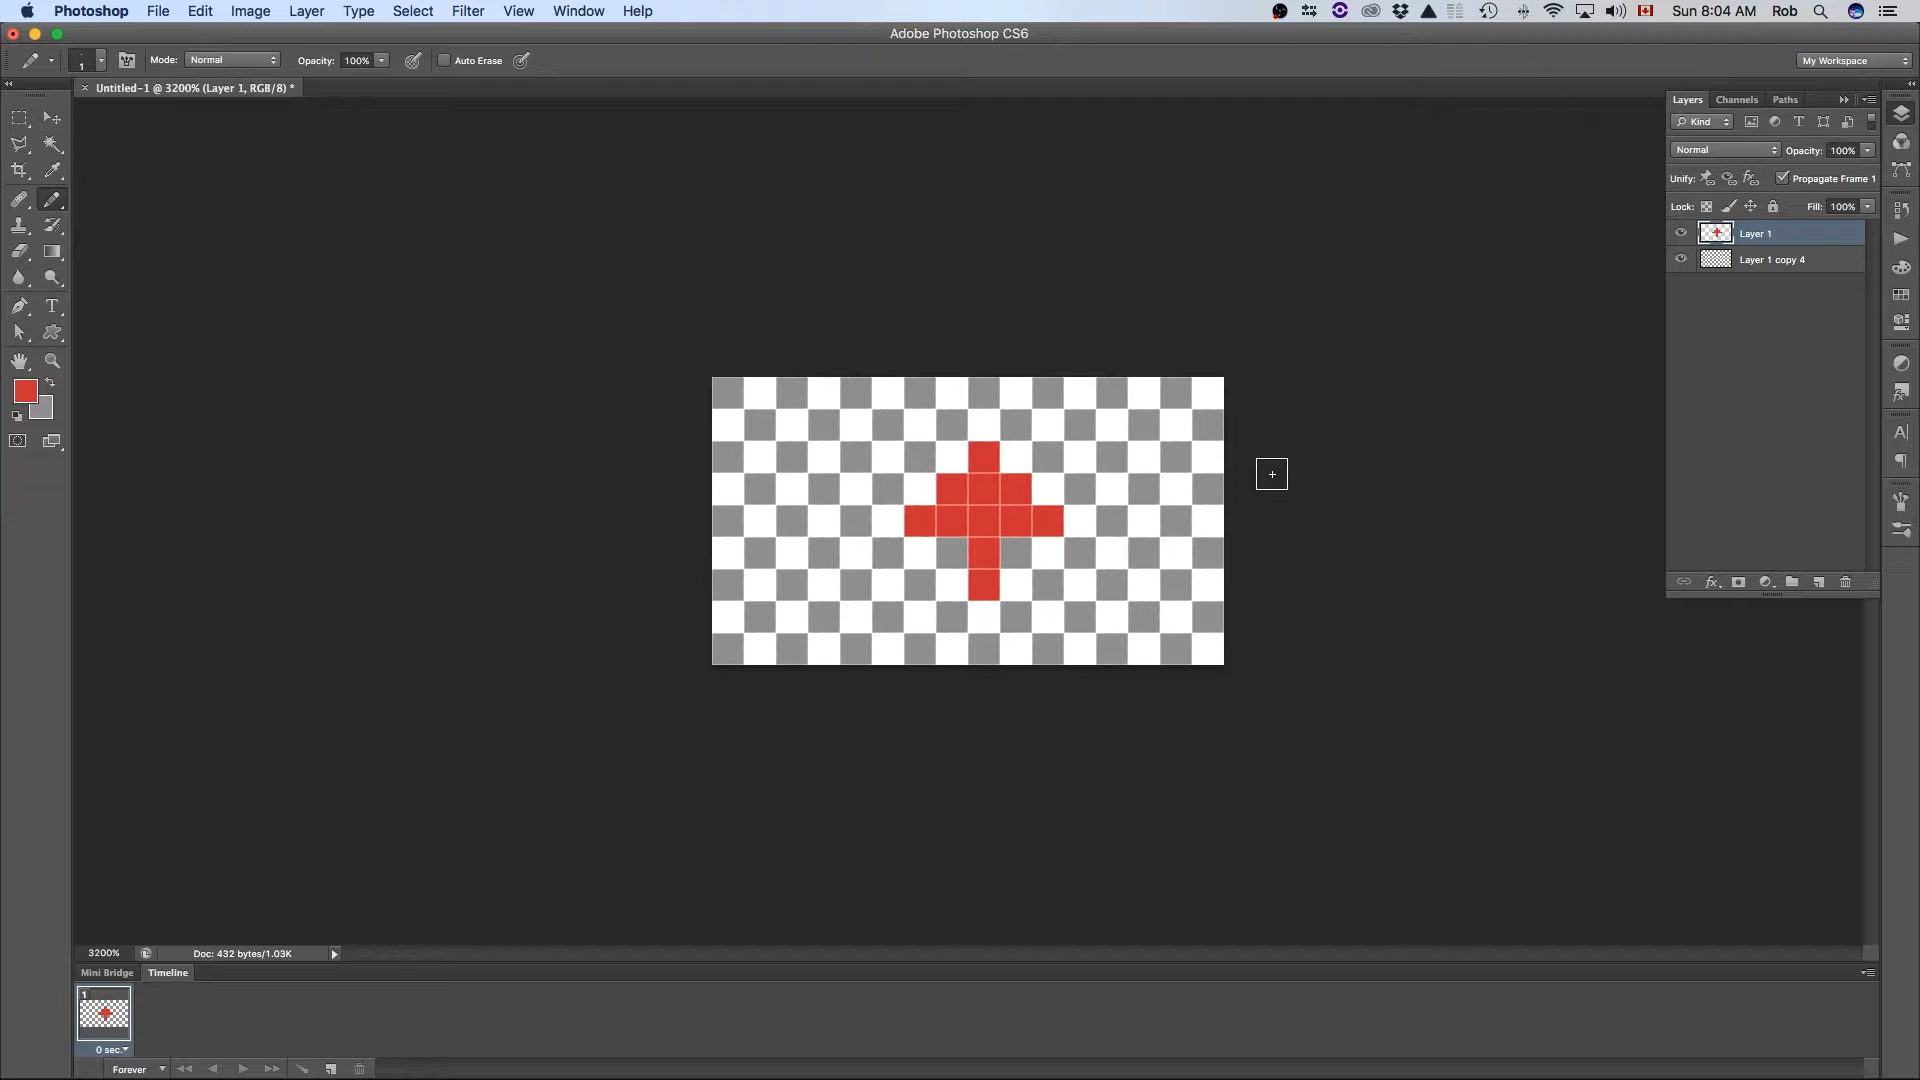 Photoshop File Edit Image Layer Type Select Filter View Window Help Sun 8:04 AM Rob
Adobe Photoshop CS6
1 Mode: Normal Opacity: 100% Auto Erase My Workspace
× Untitled-1 @ 3200% (Layer 1, RGB/8) *
Layers Channels Paths
Kind
Normal Opacity: 100%
Unify: Propagate Frame 1
Lock: Fill: 100%
Layer 1
Layer 1 copy 4
3200% Doc: 432 bytes/1.03K
Mini Bridge Timeline
1
0 sec.
Forever